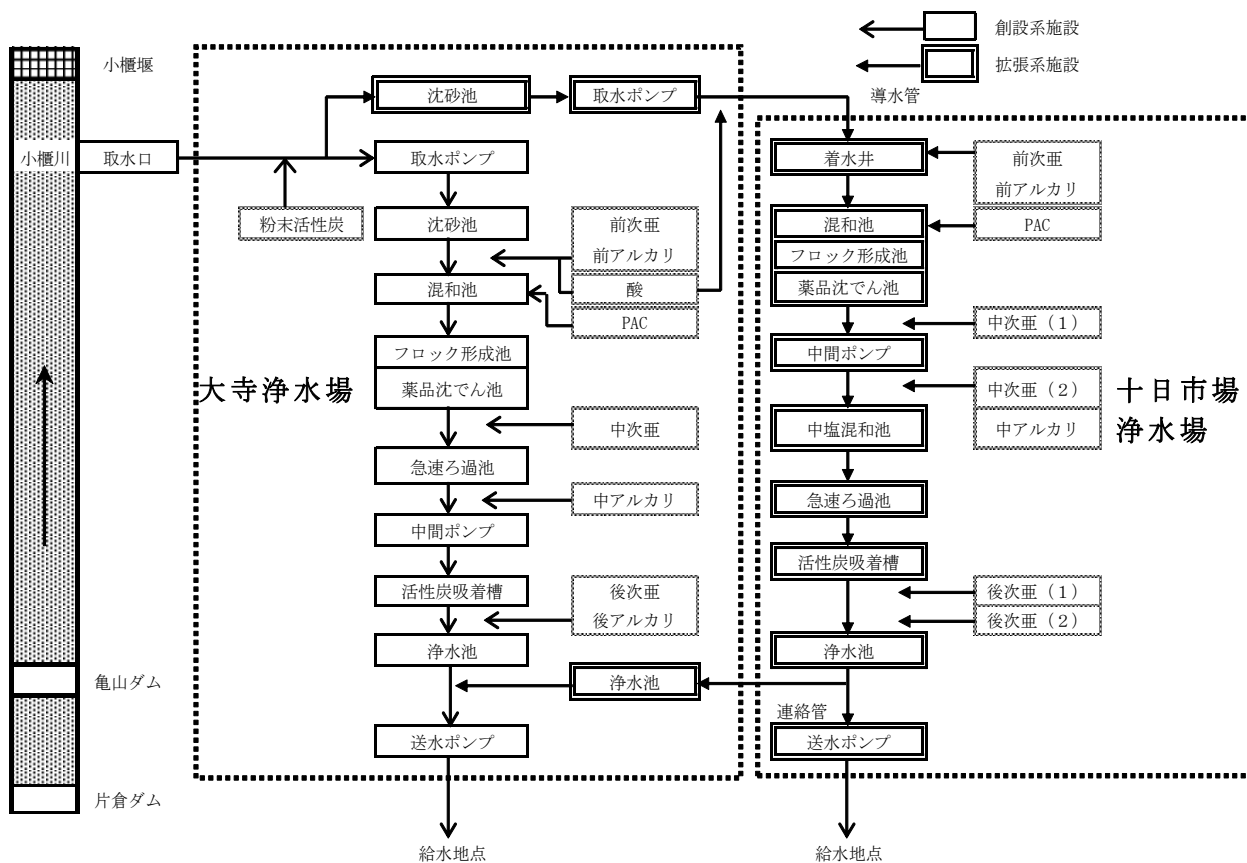 創設系施設
拡張系施設
小櫃堰
小櫃川
取水口
亀山ダム
片倉ダム
粉末活性炭
大寺浄水場
沈砂池
取水ポンプ
取水ポンプ
沈砂池
混和池
フロック形成池
薬品沈でん池
急速ろ過池
中間ポンプ
活性炭吸着槽
浄水池
送水ポンプ
給水地点
前次亜
前アルカリ
酸
PAC
中次亜
中アルカリ
後次亜
後アルカリ
浄水池
導水管
着水井
混和池
フロック形成池
薬品沈でん池
中間ポンプ
中塩混和池
急速ろ過池
活性炭吸着槽
浄水池
連絡管
送水ポンプ
給水地点
前次亜
前アルカリ
PAC
中次亜(1)
中次亜(2)
中アルカリ
後次亜(1)
後次亜(2)
十日市場
浄水場